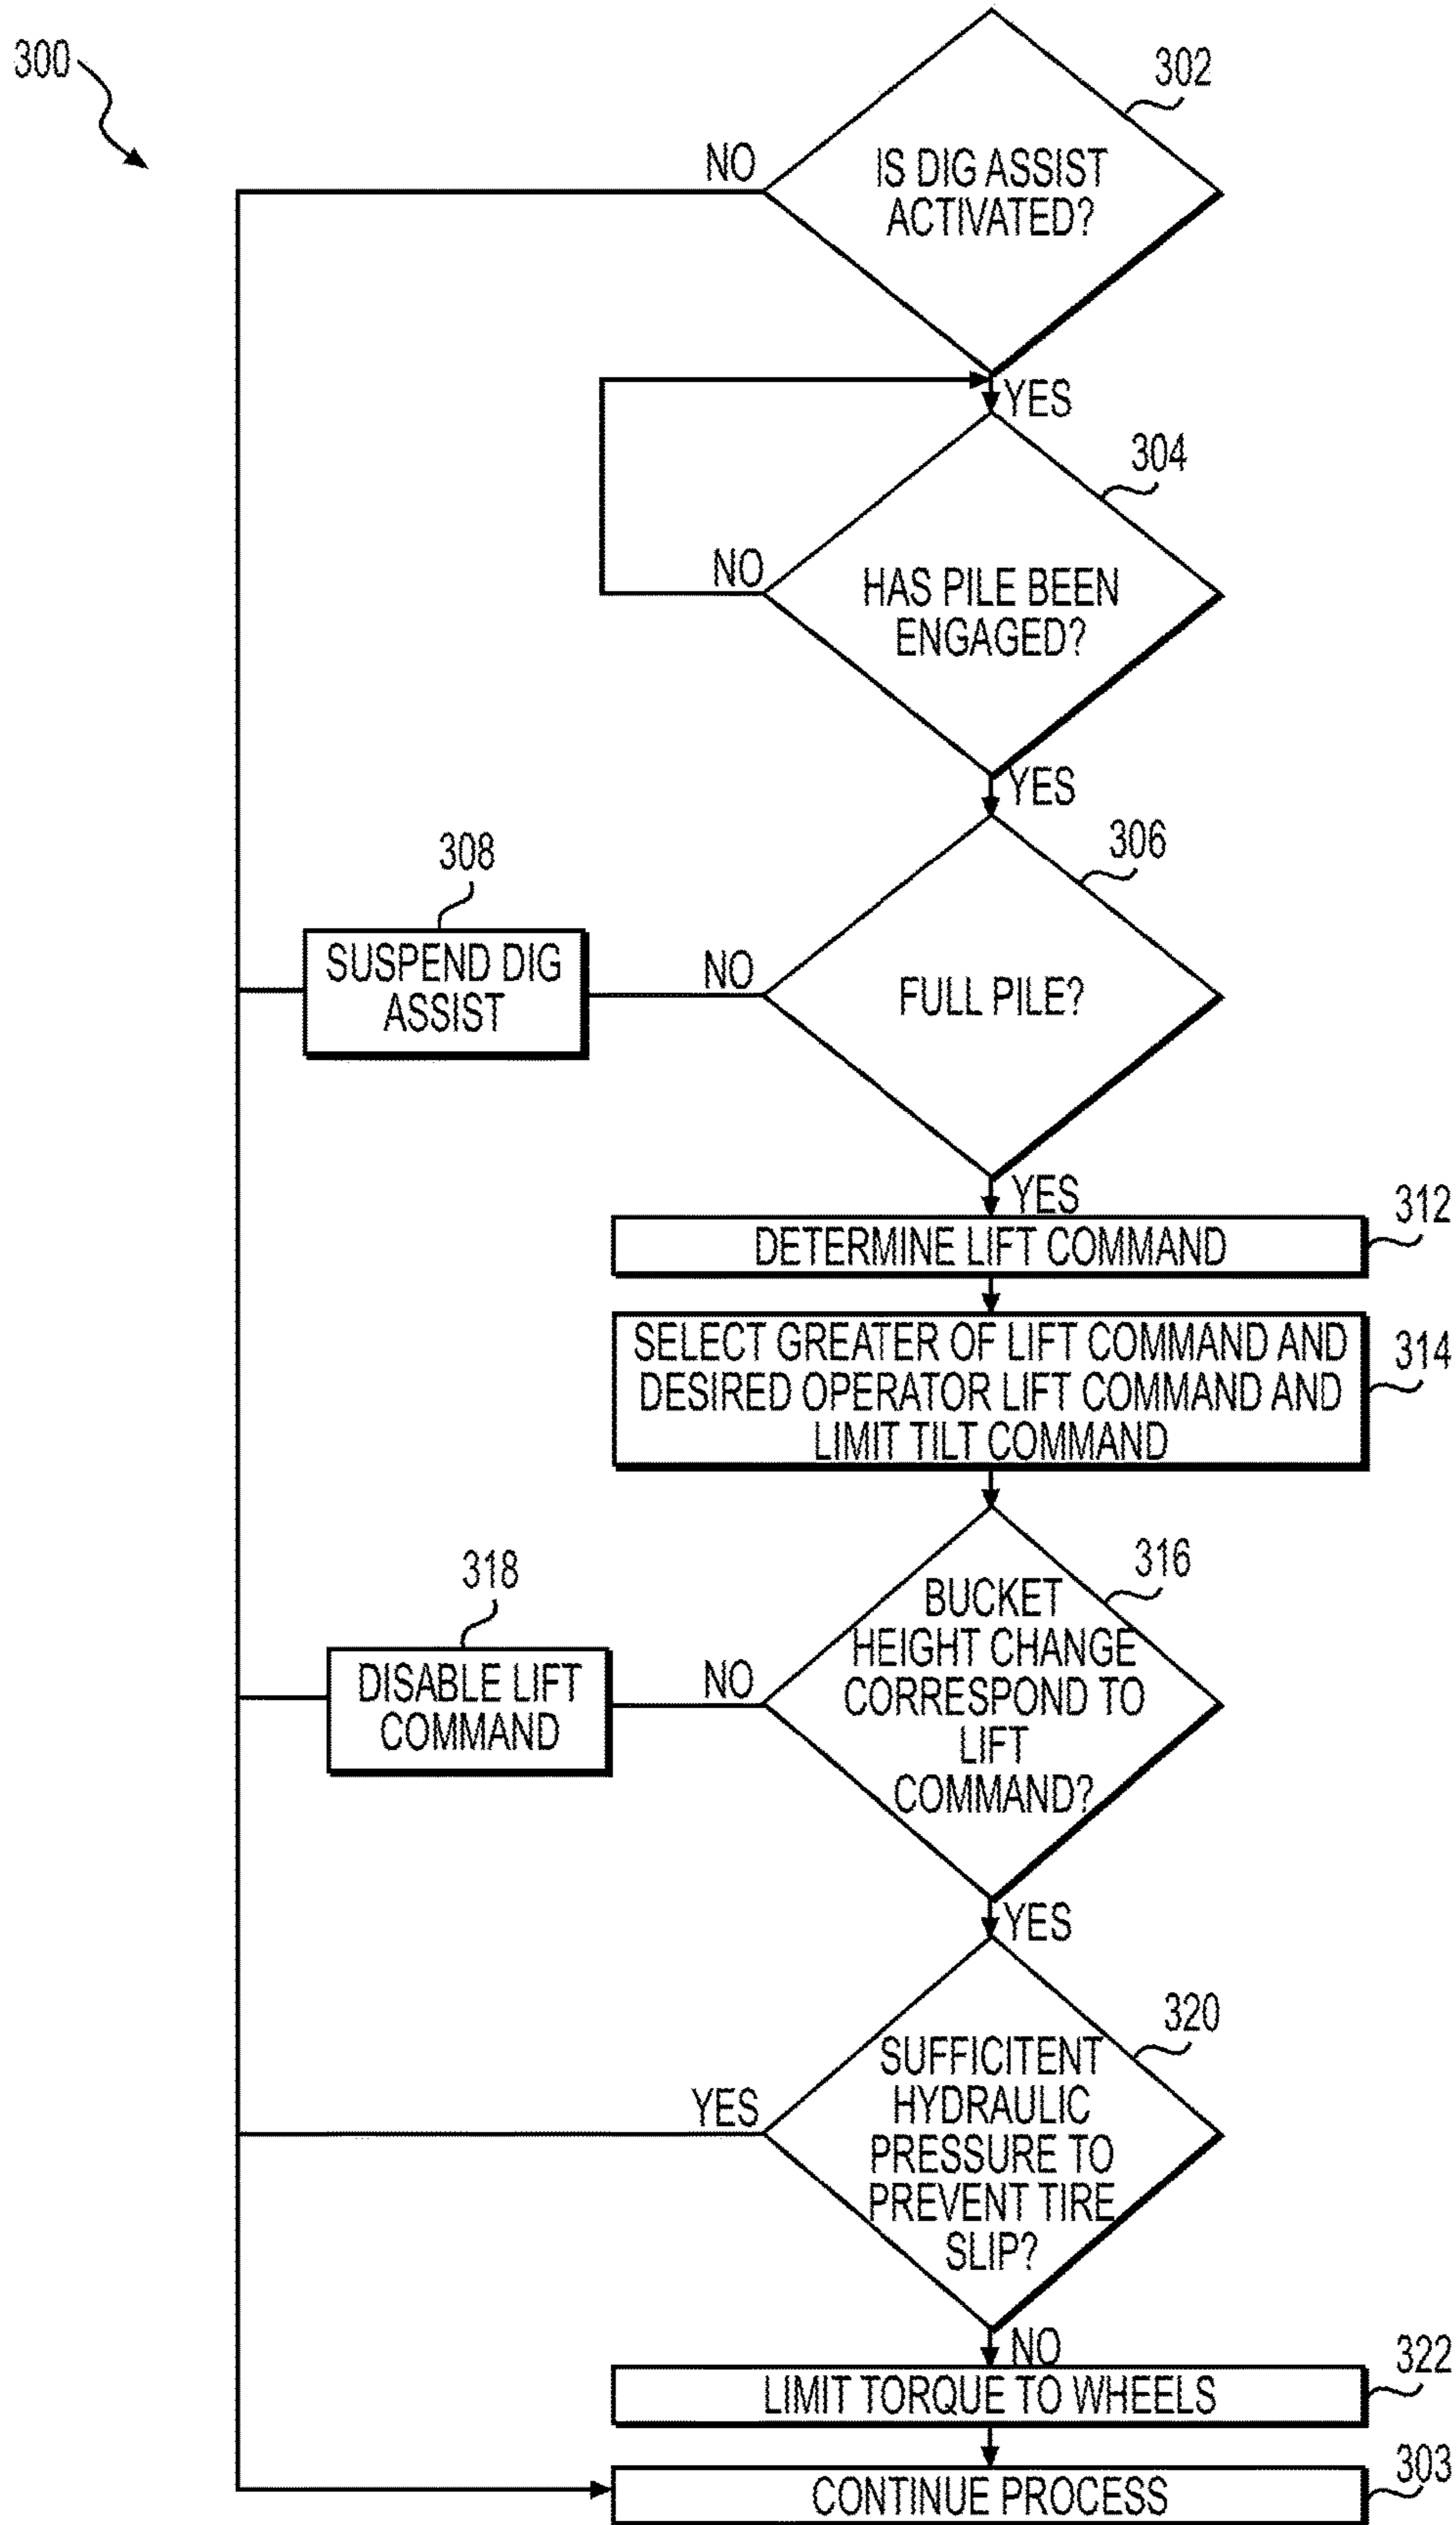 300
302
NO
IS DIG ASSIST
ACTIVATED?
YES
304
NO
HAS PILE BEEN
ENGAGED?
YES
306
308
SUSPEND DIG
ASSIST
NO
FULL PILE?
YES
312
DETERMINE LIFT COMMAND
SELECT GREATER OF LIFT COMMAND AND
DESIRED OPERATOR LIFT COMMAND AND
LIMIT TILT COMMAND
314
316
318
BUCKET
HEIGHT CHANGE
CORRESPOND TO
LIFT
COMMAND?
NO
DISABLE LIFT
COMMAND
YES
320
SUFFICITENT
HYDRAULIC
PRESSURE TO
PREVENT TIRE
SLIP?
YES
NO
322
LIMIT TORQUE TO WHEELS
303
CONTINUE PROCESS